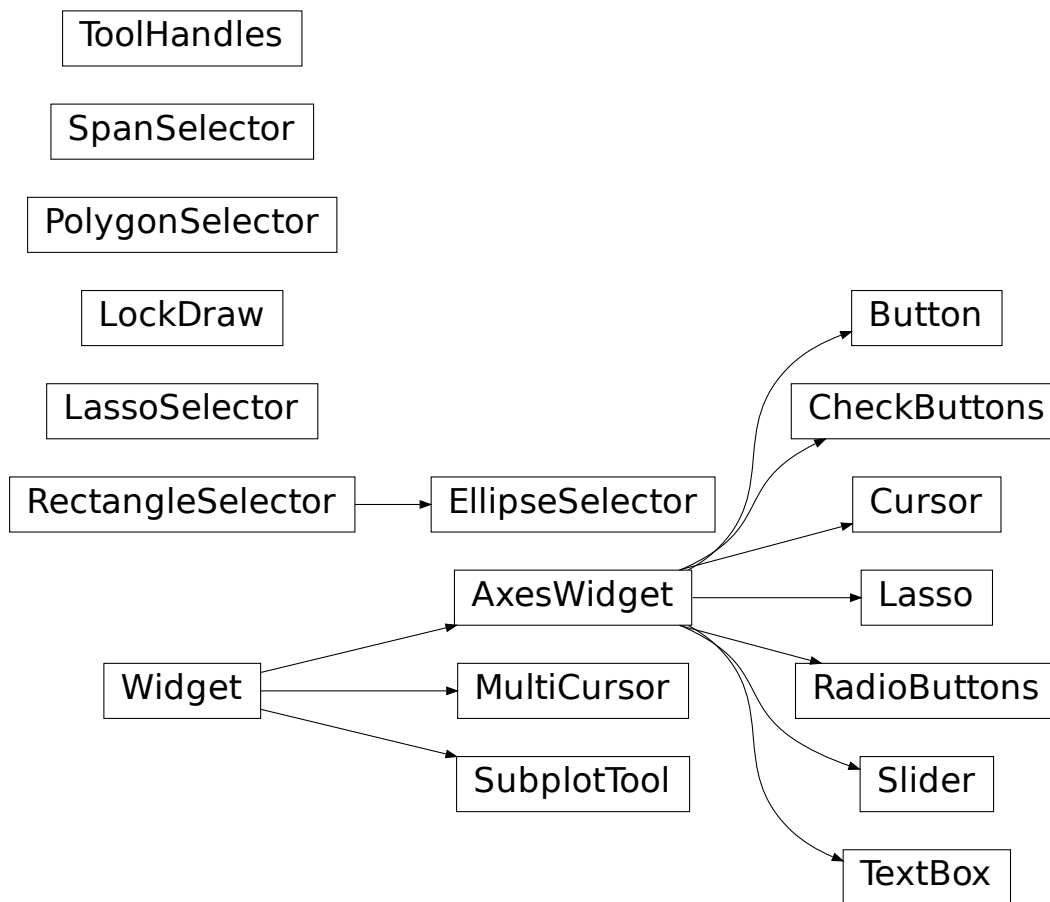 ToolHandles
SpanSelector
PolygonSelector
LockDraw
Button
LassoSelector
CheckButtons
RectangleSelector
EllipseSelector
Cursor
AxesWidget
Lasso
Widget
MultiCursor
RadioButtons
SubplotTool
Slider
TextBox